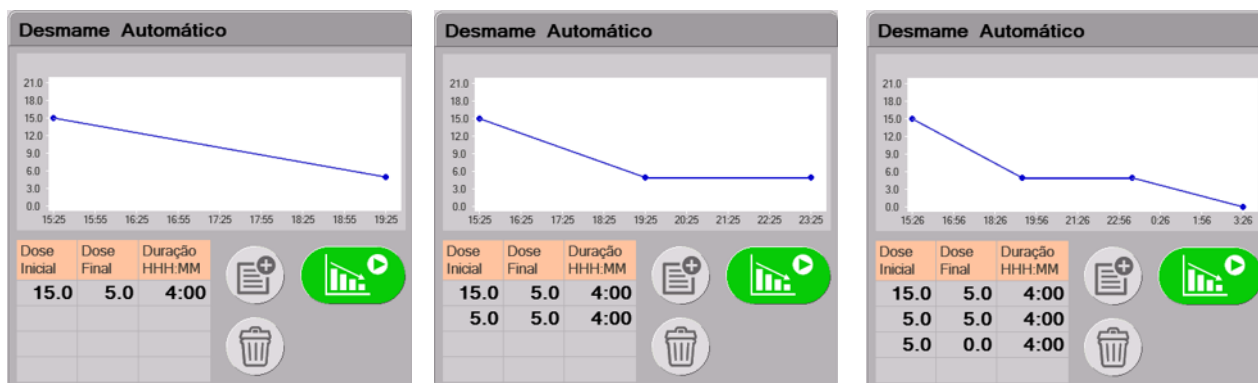 Desmame Automático
21.0
18.0
15.0
12.0
9.0
6.0
3.0
0.0
15:25 15:55 16:25 16:55 17:25 17:55 18:25 18:55 19:25
Dose Inicial Dose Final Duração HHH:MM
15.0 5.0 4:00
Desmame Automático
21.0
18.0
15.0
12.0
9.0
6.0
3.0
0.0
15:25 16:25 17:25 18:25 19:25 20:25 21:25 22:25 23:25
Dose Inicial Dose Final Duração HHH:MM
15.0 5.0 4:00
5.0 5.0 4:00
Desmame Automático
21.0
18.0
15.0
12.0
9.0
6.0
3.0
0.0
15:26 16:56 18:26 19:56 21:26 22:56 0:26 1:56 3:26
Dose Inicial Dose Final Duração HHH:MM
15.0 5.0 4:00
5.0 5.0 4:00
5.0 0.0 4:00